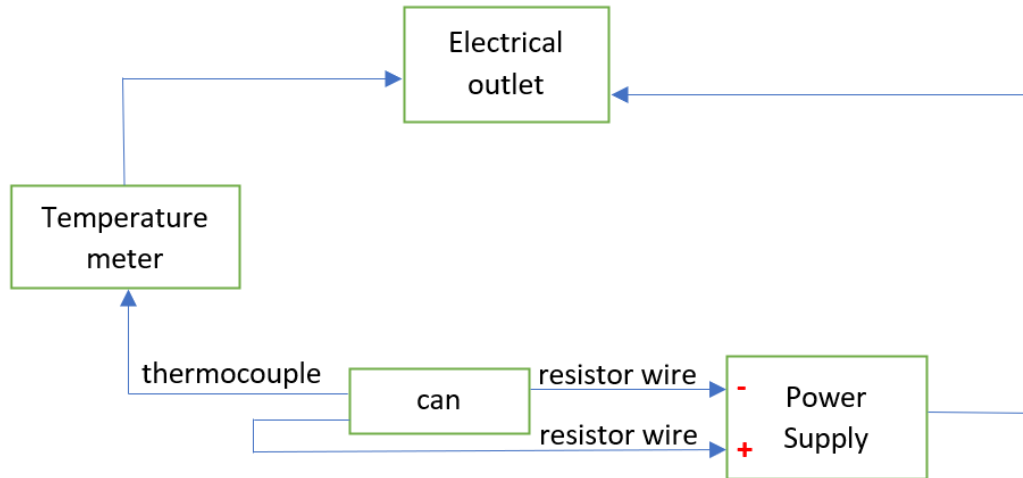 Electrical
outlet
Temperature
meter
thermocouple
can
resistor wire
resistor wire
-
+
Power
Supply